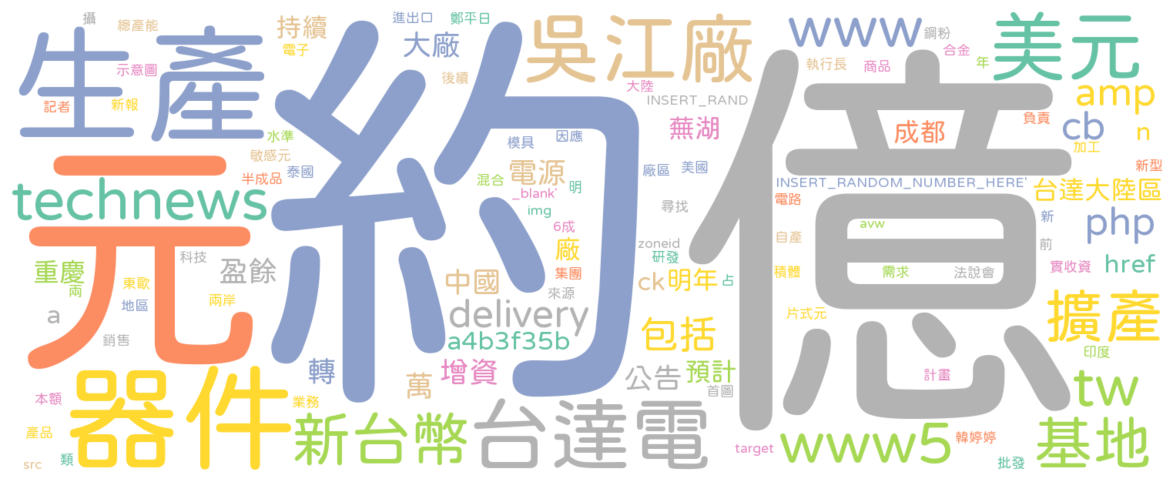 攝
總產能
持續
進出口
鄭平日
大廠
吳江廠
www
鋼粉
美元
生產
電子
示意圖
後續
執行長
商品
合金
年
約
億
記者
新報
大陸
INSERT_RAND
amp
水準
模具
因應
蕪湖
成都
負責
cb
n
元
敏感元
泰國
半成品
混合
電源
明
廠區
美國
加工
新型
technews
_blank'
img
尋找
INSERT_RANDOM_NUMBER_HERE'
電路
台達大陸區
6成
avw
新
php
科技
廠
zoneid
研發
自產
前
重慶
兩
東歐
盈餘
中國
集團
ck
明年
占
積體
需求
法說會
實收資
href
地區
兩岸
來源
a
delivery
包括
片式元
擴產
銷售
a4b3f35b
印度
轉
增資
萬
公告
預計
首圖
計畫
tw
器件
本額
業務
產品
新台幣
台達電
target
www5
韓婷婷
基地
src
類
批發